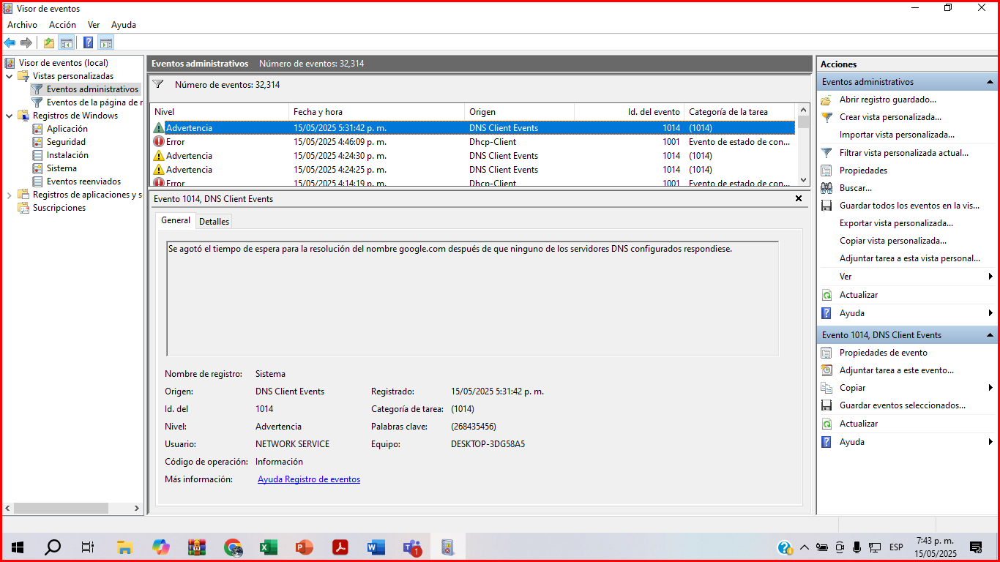 Visor de eventos
Archivo Acción Ver Ayuda
Visor de eventos (local)
Vistas personalizadas
Eventos administrativos
Eventos de la página de r
Registros de Windows
Aplicación
Seguridad
Instalación
Sistema
Eventos reenviados
Registros de aplicaciones y s
Suscripciones
Eventos administrativos Número de eventos: 32,314
Número de eventos: 32,314
Nivel Fecha y hora Origen Id. del evento Categoría de la tarea
Advertencia 15/05/2025 5:31:42 p. m. DNS Client Events 1014 (1014)
Error 15/05/2025 4:46:09 p. m. Dhcp-Client 1001 Evento de estado de con...
Advertencia 15/05/2025 4:24:30 p. m. DNS Client Events 1014 (1014)
Advertencia 15/05/2025 4:24:25 p. m. DNS Client Events 1014 (1014)
Error 15/05/2025 4:14:19 p. m. Dhcp-Client 1001 Evento de estado de con...
Evento 1014, DNS Client Events
General Detalles
Se agotó el tiempo de espera para la resolución del nombre google.com después de que ninguno de los servidores DNS configurados respondiese.
Nombre de registro: Sistema
Origen: DNS Client Events Registrado: 15/05/2025 5:31:42 p. m.
Id. del 1014 Categoría de tarea: (1014)
Nivel: Advertencia Palabras clave: (268435456)
Usuario: NETWORK SERVICE Equipo: DESKTOP-3DG58A5
Código de operación: Información
Más información: Ayuda Registro de eventos
Acciones
Eventos administrativos
Abrir registro guardado...
Crear vista personalizada...
Importar vista personalizada...
Filtrar vista personalizada actual...
Propiedades
Buscar...
Guardar todos los eventos en la vis...
Exportar vista personalizada...
Copiar vista personalizada...
Adjuntar tarea a esta vista personal...
Ver
Actualizar
Ayuda
Evento 1014, DNS Client Events
Propiedades de evento
Adjuntar tarea a este evento...
Copiar
Guardar eventos seleccionados...
Actualizar
Ayuda
ESP
7:43 p. m.
15/05/2025